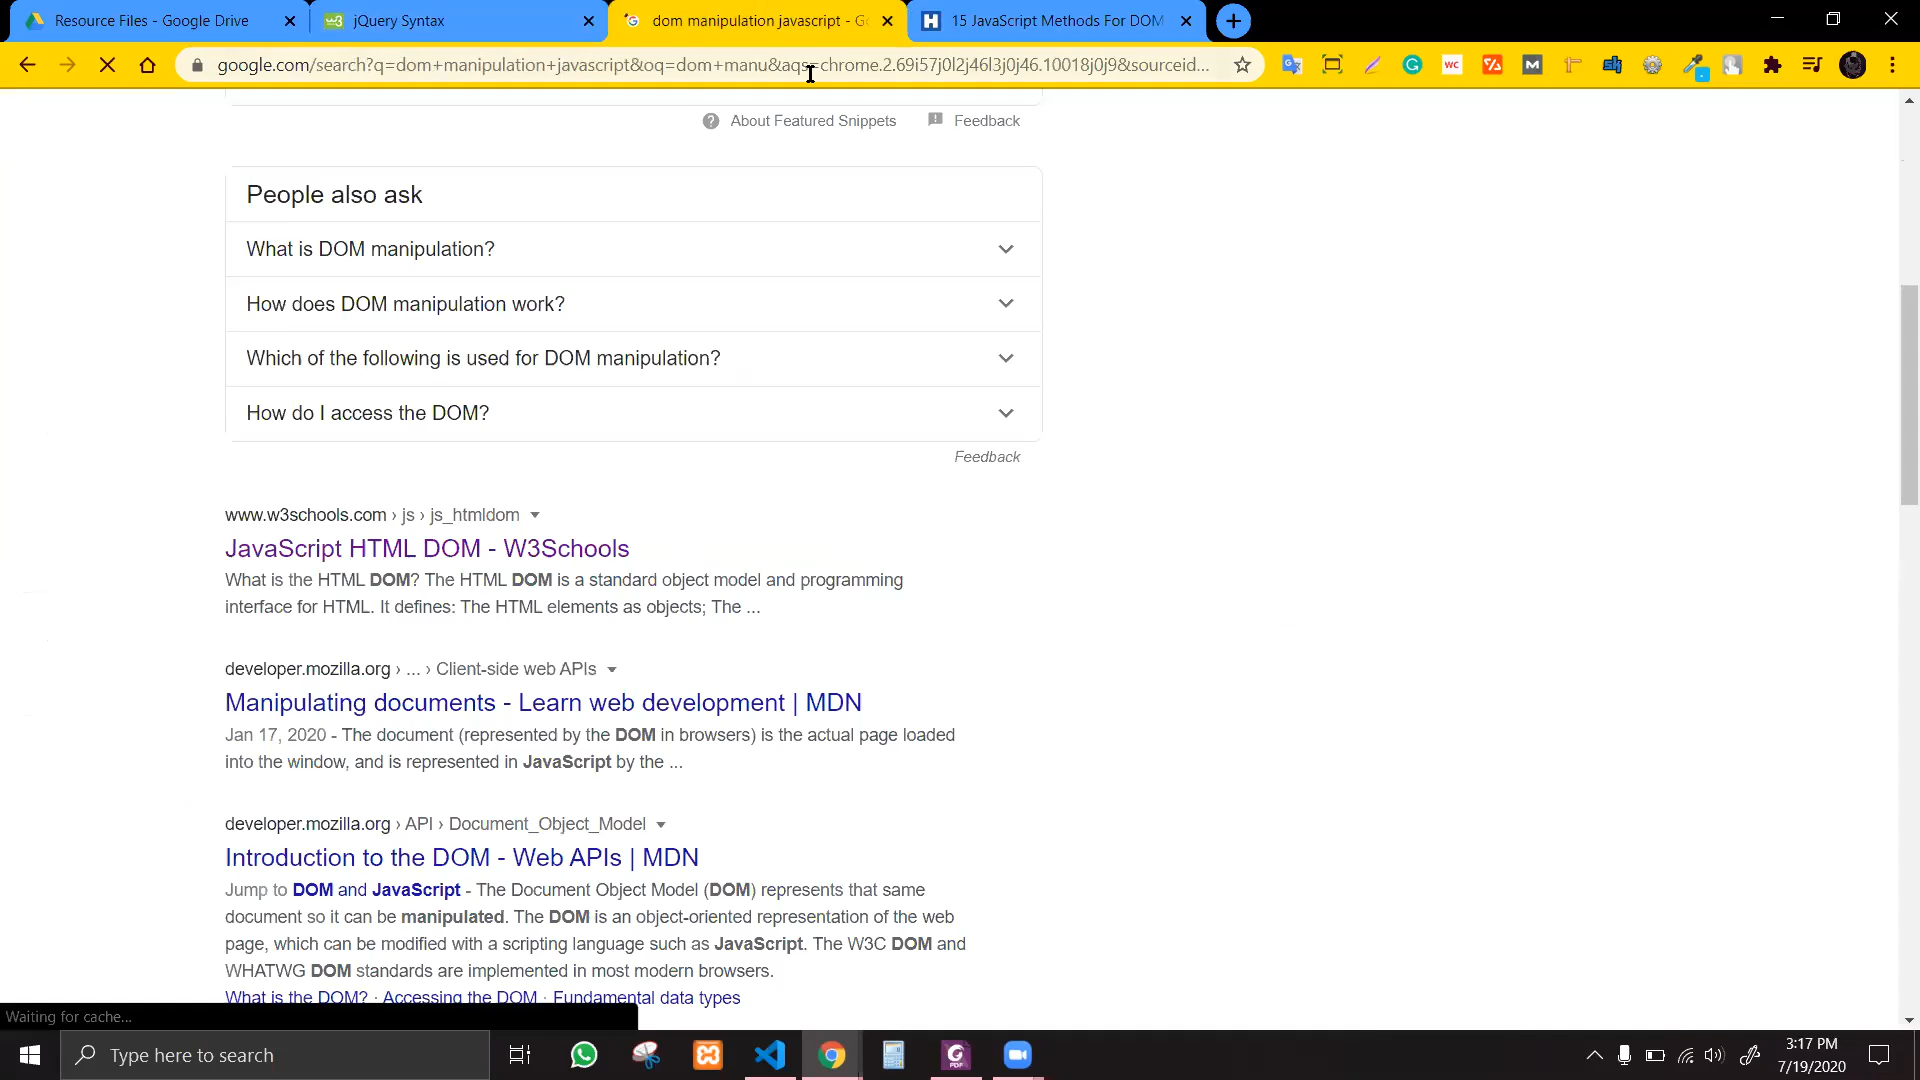 Resource Files - Google Drive
jQuery Syntax
dom manipulation javascript - G
15 JavaScript Methods For DOM
google.com/search?q=dom+manipulation+javascript&oq=dom+manu&aqs=chrome.2.69i57j0l2j46l3j0j46.10018j0j9&sourceid...
About Featured Snippets
Feedback
People also ask
What is DOM manipulation?
How does DOM manipulation work?
Which of the following is used for DOM manipulation?
How do I access the DOM?
Feedback
www.w3schools.com › js › js_htmldom
JavaScript HTML DOM - W3Schools
What is the HTML DOM? The HTML DOM is a standard object model and programming
interface for HTML. It defines: The HTML elements as objects; The ...
developer.mozilla.org › ... › Client-side web APIs
Manipulating documents - Learn web development | MDN
Jan 17, 2020 - The document (represented by the DOM in browsers) is the actual page loaded
into the window, and is represented in JavaScript by the ...
developer.mozilla.org › API › Document_Object_Model
Introduction to the DOM - Web APIs | MDN
Jump to DOM and JavaScript - The Document Object Model (DOM) represents that same
document so it can be manipulated. The DOM is an object-oriented representation of the web
page, which can be modified with a scripting language such as JavaScript. The W3C DOM and
WHATWG DOM standards are implemented in most modern browsers.
What is the DOM? · Accessing the DOM · Fundamental data types
Waiting for cache...
Type here to search
3:17 PM
7/19/2020